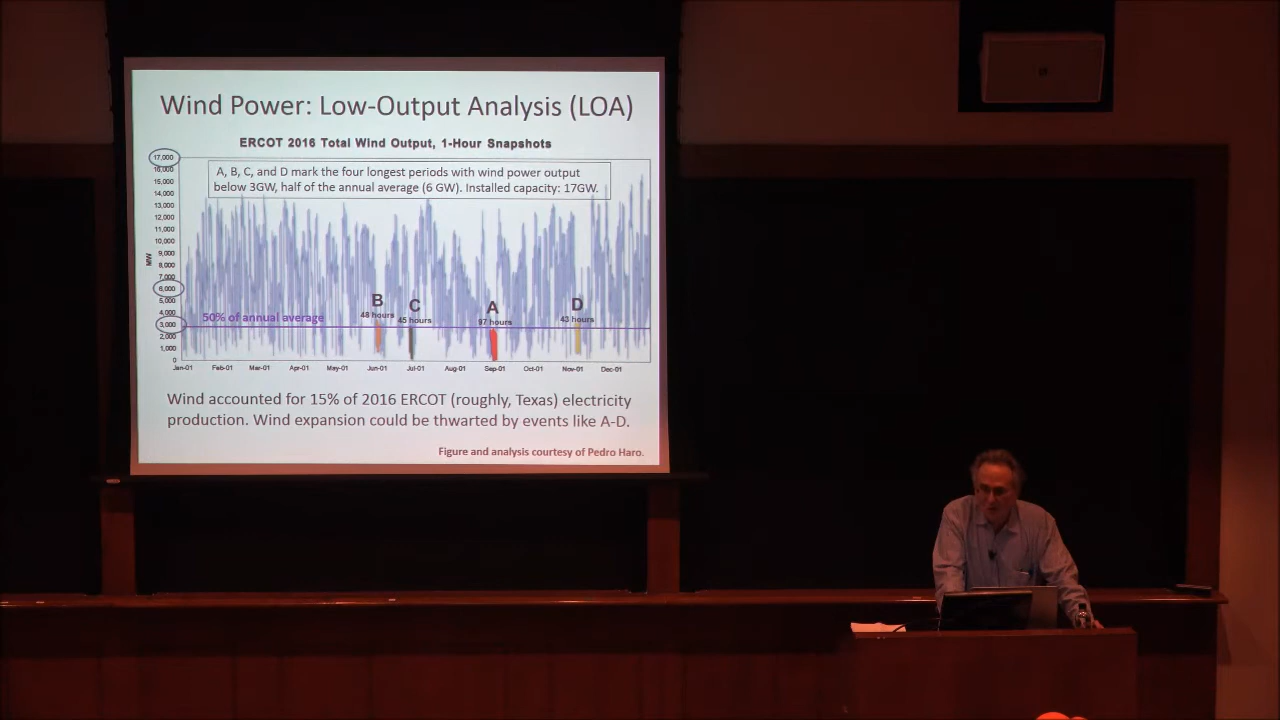 Wind Power: Low-Output Analysis (LOA)
ERCOT 2016 Total Wind Output, 1-Hour Snapshots
A, B, C, and D mark the four longest periods with wind power output
below 3GW, half of the annual average (6 GW). Installed capacity: 17GW.
17,000
16,000
15,000
14,000
13,000
12,000
11,000
10,000
9,000
8,000
7,000
6,000
5,000
4,000
3,000
2,000
1,000
0
MW
B
48 hours
C
45 hours
A
97 hours
D
43 hours
50% of annual average
Jan-01 Feb-01 Mar-01 Apr-01 May-01 Jun-01 Jul-01 Aug-01 Sep-01 Oct-01 Nov-01 Dec-01
Wind accounted for 15% of 2016 ERCOT (roughly, Texas) electricity
production. Wind expansion could be thwarted by events like A-D.
Figure and analysis courtesy of Pedro Haro.